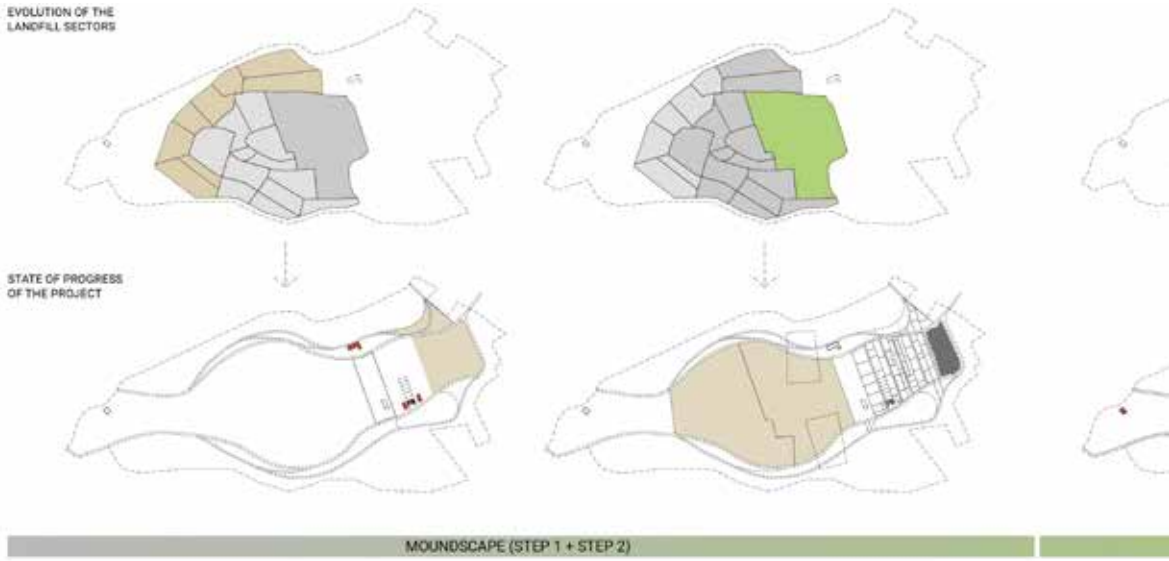 EVOLUTION OF THE
LANDFILL SECTORS
STATE OF PROGRESS
OF THE PROJECT
MOUNDSCAPE (STEP 1 + STEP 2)